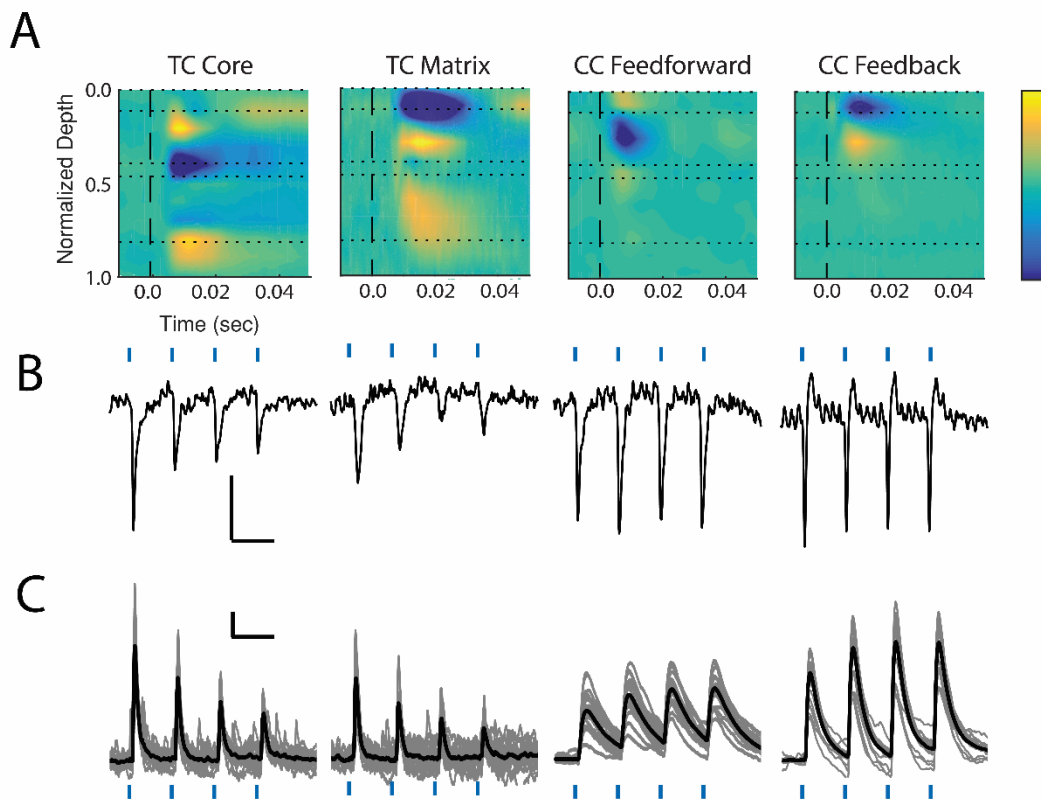 A
TC Core
TC Matrix
CC Feedforward
CC Feedback
Normalized Depth
0.0
0.5
1.0
0.0 0.02 0.04
0.0 0.02 0.04
0.0 0.02 0.04
0.0 0.02 0.04
Time (sec)
B
C